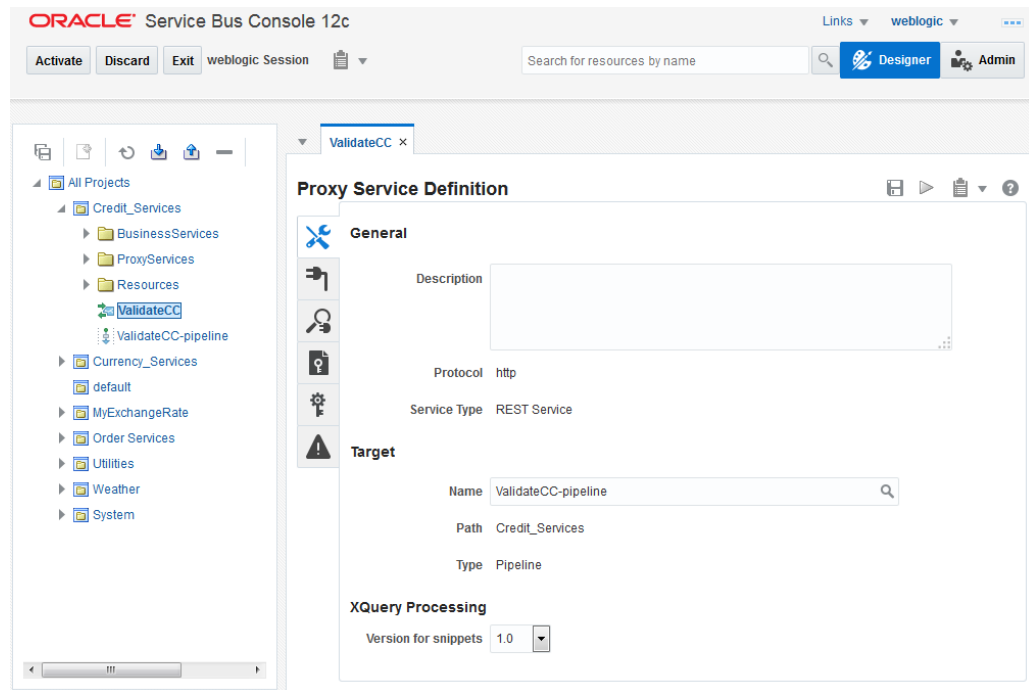 ORACLE® Service Bus Console 12c
Links weblogic
Activate Discard Exit weblogic Session Search for resources by name Designer Admin
ValidateCC ×
All Projects
Credit_Services
BusinessServices
ProxyServices
Resources
ValidateCC
ValidateCC-pipeline
Currency_Services
default
MyExchangeRate
Order Services
Utilities
Weather
System
Proxy Service Definition
General
Description
Protocol http
Service Type REST Service
Target
Name ValidateCC-pipeline
Path Credit_Services
Type Pipeline
XQuery Processing
Version for snippets 1.0